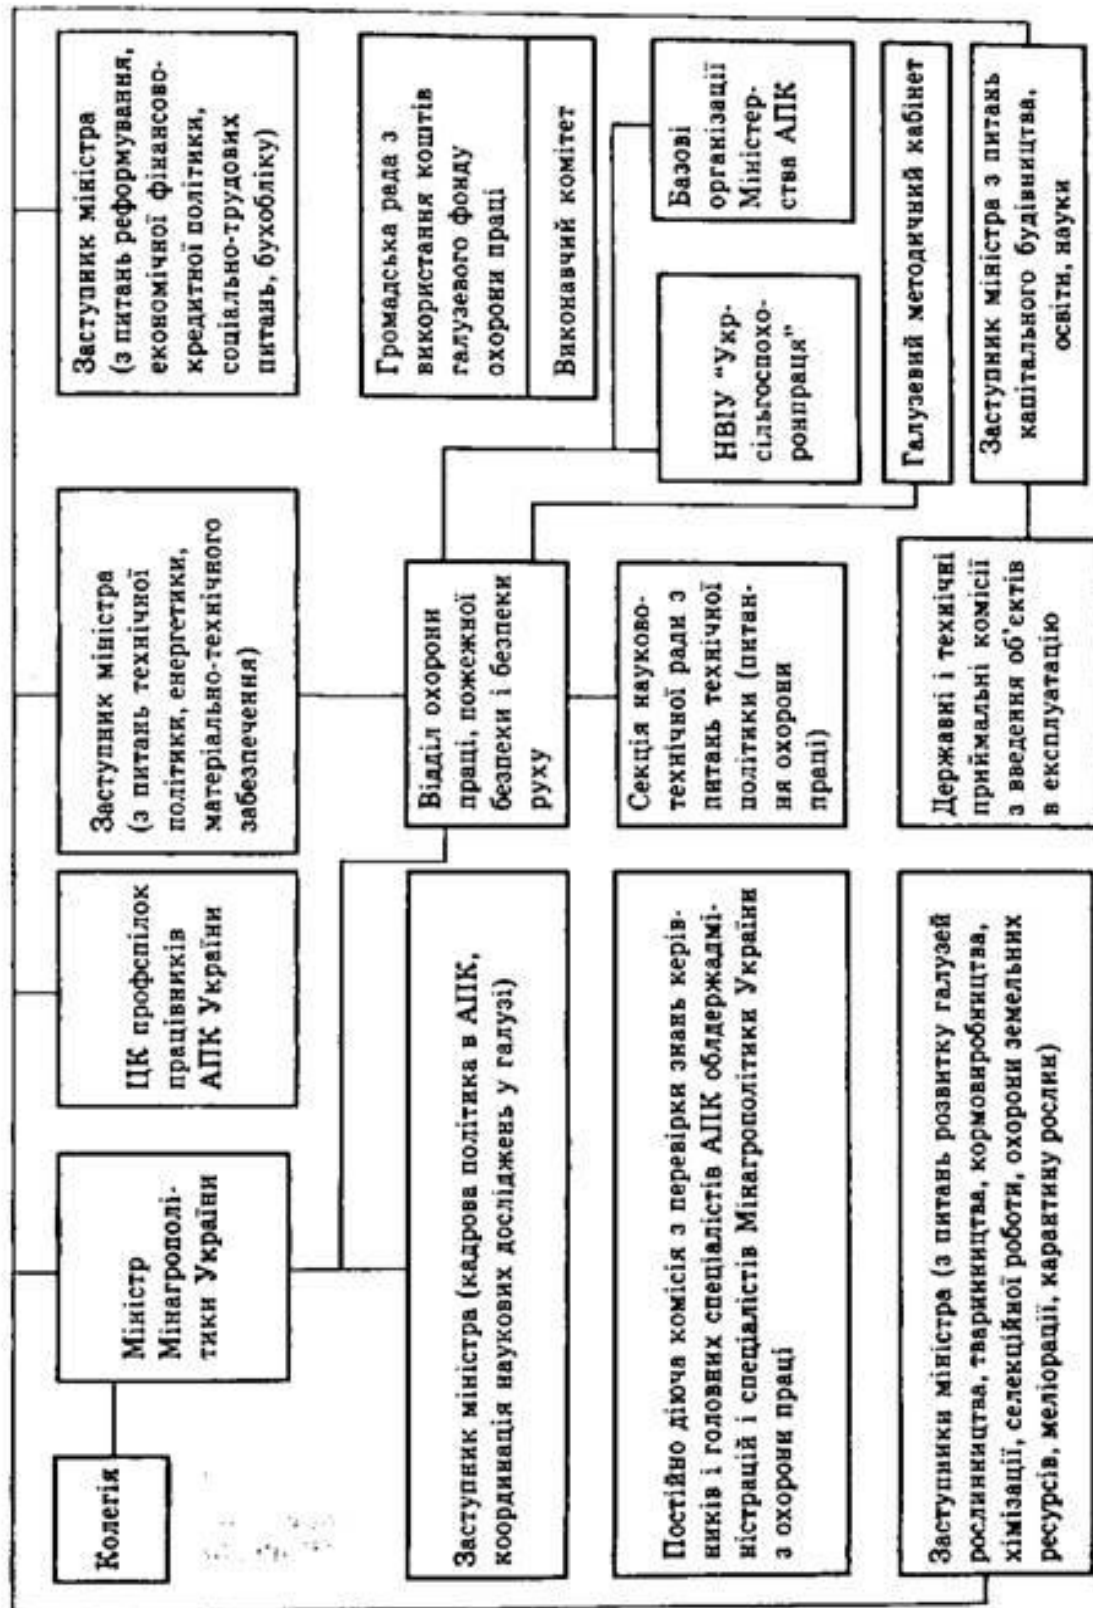 Колегія
Міністр
Мінагрополі-
тики України
ЦК профспілок
працівників
АПК України
Заступник міністра
(з питань технічної
політики, енергетики,
матеріально-технічного
забезпечення)
Заступник міністра
(з питань реформування,
економічної фінансово-
кредитної політики,
соціально-трудових
питань, бухобліку)
Заступник міністра (кадрова політика в АПК,
координація наукових досліджень у галузі)
Відділ охорони
праці, пожежної
безпеки і безпеки
руху
Громадська рада з
використання коштів
галузевого фонду
охорони праці
Виконавчий комітет
Постійно діюча комісія з перевірки знань керів-
ників і головних спеціалістів АПК облдержадмі-
ністрацій і спеціалістів Мінагрополітики України
з охорони праці
Секція науково-
технічної ради з
питань технічної
політики (питан-
ня охорони
праці)
НВІУ "Укр-
сільгоспохо-
ронпраця"
Базові
організації
Міністер-
ства АПК
Галузевий методичний кабінет
Заступники міністра (з питань розвитку галузей
рослинництва, тваринництва, кормовиробництва,
хімізації, селекційної роботи, охорони земельних
ресурсів, меліорації, карантину рослин)
Державні і технічні
приймальні комісії
з введення об'єктів
в експлуатацію
Заступник міністра з питань
капітального будівництва,
освіти, науки